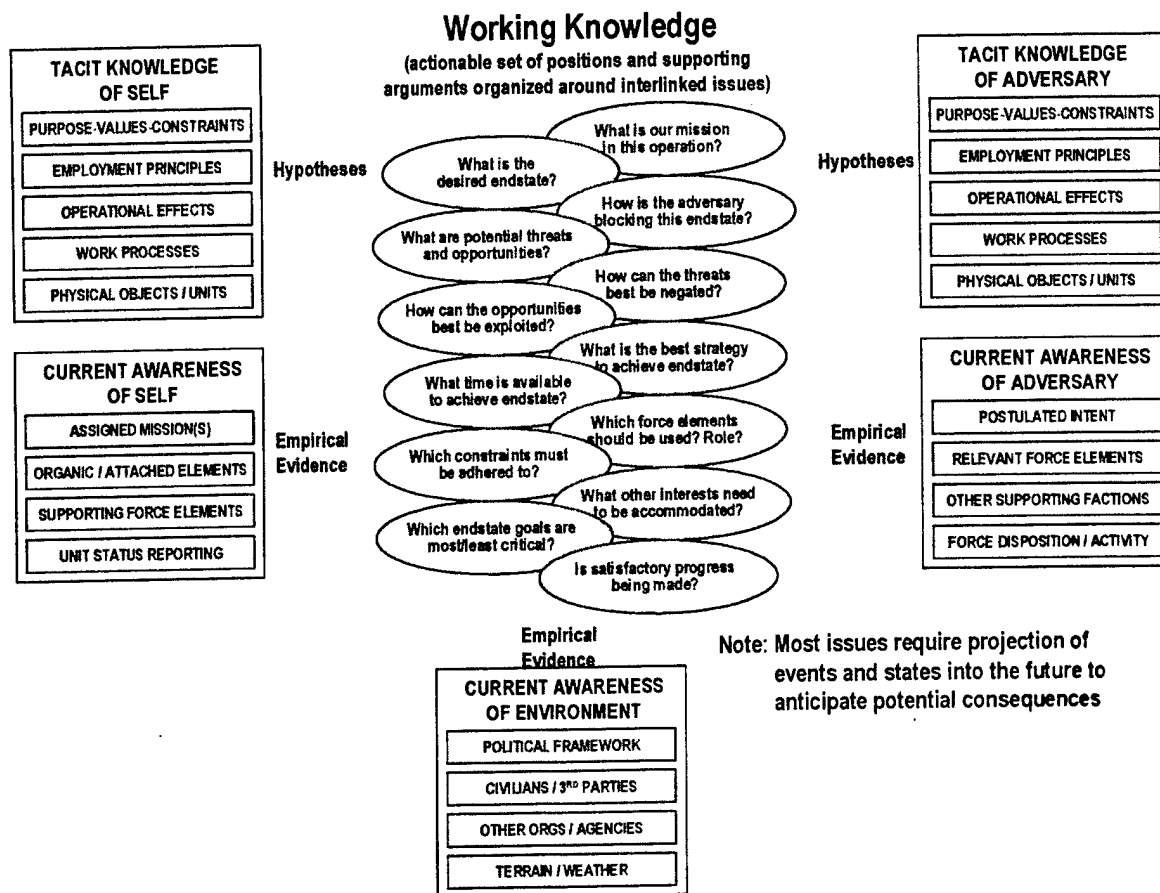 Working Knowledge
(actionable set of positions and supporting
arguments organized around interlinked issues)
TACIT KNOWLEDGE
OF SELF
PURPOSE-VALUES-CONSTRAINTS
EMPLOYMENT PRINCIPLES
OPERATIONAL EFFECTS
WORK PROCESSES
PHYSICAL OBJECTS / UNITS
Hypotheses
CURRENT AWARENESS
OF SELF
ASSIGNED MISSION(S)
ORGANIC / ATTACHED ELEMENTS
SUPPORTING FORCE ELEMENTS
UNIT STATUS REPORTING
Empirical
Evidence
What is our mission
in this operation?
What is the
desired endstate?
How is the adversary
blocking this endstate?
What are potential threats
and opportunities?
How can the threats
best be negated?
How can the opportunities
best be exploited?
What is the best strategy
to achieve endstate?
What time is available
to achieve endstate?
Which force elements
should be used? Role?
Which constraints must
be adhered to?
What other interests need
to be accommodated?
Which endstate goals are
most/least critical?
Is satisfactory progress
being made?
Hypotheses
TACIT KNOWLEDGE
OF ADVERSARY
PURPOSE-VALUES-CONSTRAINTS
EMPLOYMENT PRINCIPLES
OPERATIONAL EFFECTS
WORK PROCESSES
PHYSICAL OBJECTS / UNITS
Empirical
Evidence
CURRENT AWARENESS
OF ADVERSARY
POSTULATED INTENT
RELEVANT FORCE ELEMENTS
OTHER SUPPORTING FACTIONS
FORCE DISPOSITION / ACTIVITY
Empirical
Evidence
CURRENT AWARENESS
OF ENVIRONMENT
POLITICAL FRAMEWORK
CIVILIANS / 3RD PARTIES
OTHER ORGS / AGENCIES
TERRAIN / WEATHER
Note: Most issues require projection of
events and states into the future to
anticipate potential consequences